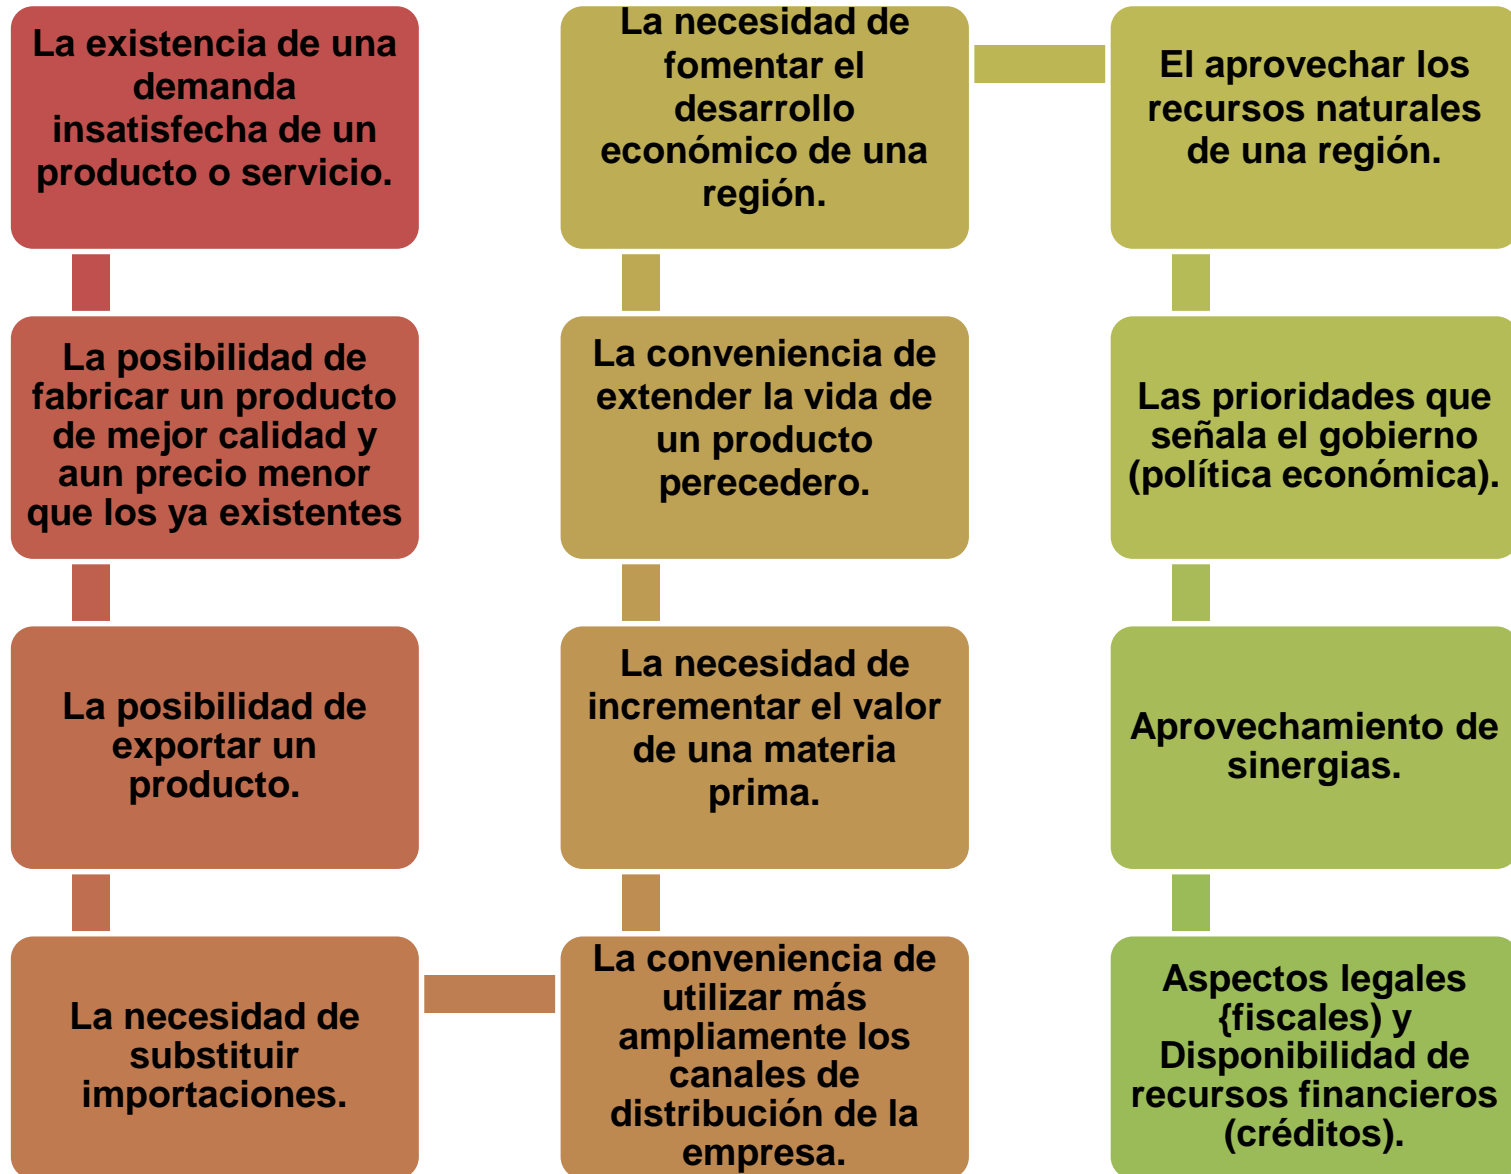 La existencia de una
demanda
insatisfecha de un
producto o servicio.
La posibilidad de
fabricar un producto
de mejor calidad y
aun precio menor
que los ya existentes
La posibilidad de
exportar un
producto.
La necesidad de
substituir
importaciones.
La conveniencia de
utilizar más
ampliamente los
canales de
distribución de la
empresa.
La necesidad de
incrementar el valor
de una materia
prima.
La conveniencia de
extender la vida de
un producto
perecedero.
La necesidad de
fomentar el
desarrollo
económico de una
región.
El aprovechar los
recursos naturales
de una región.
Las prioridades que
señala el gobierno
(política económica).
Aprovechamiento de
sinergias.
Aspectos legales
{fiscales) y
Disponibilidad de
recursos financieros
(créditos).